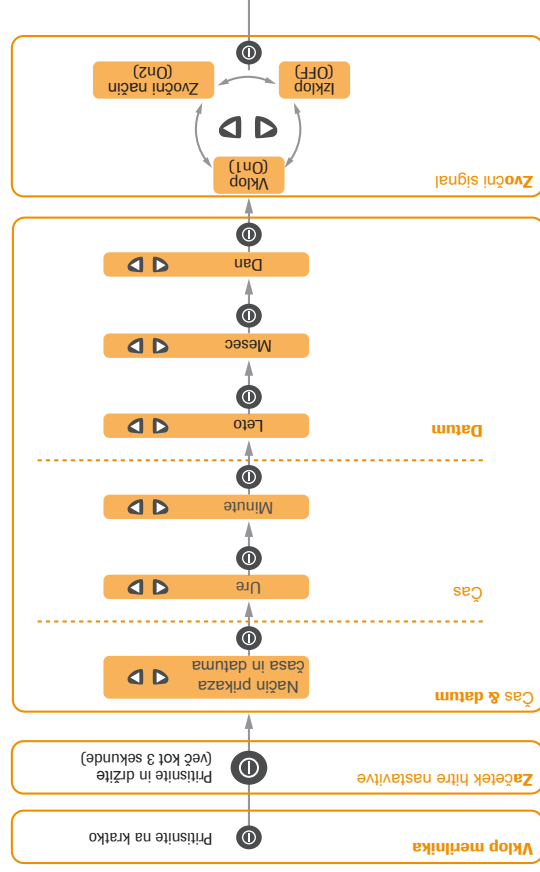 Vklop merilnika
Pritisnite na kratko
Začetek hitre nastavitve
Pritisnite in držite
(več kot 3 sekunde)
Čas & datum
Način prikaza
časa in datuma
Čas
Ure
Minute
Datum
Leto
Mesec
Dan
Zvočni signal
Vklop
(On1)
Izklop
(OFF)
Zvočni način
(On2)